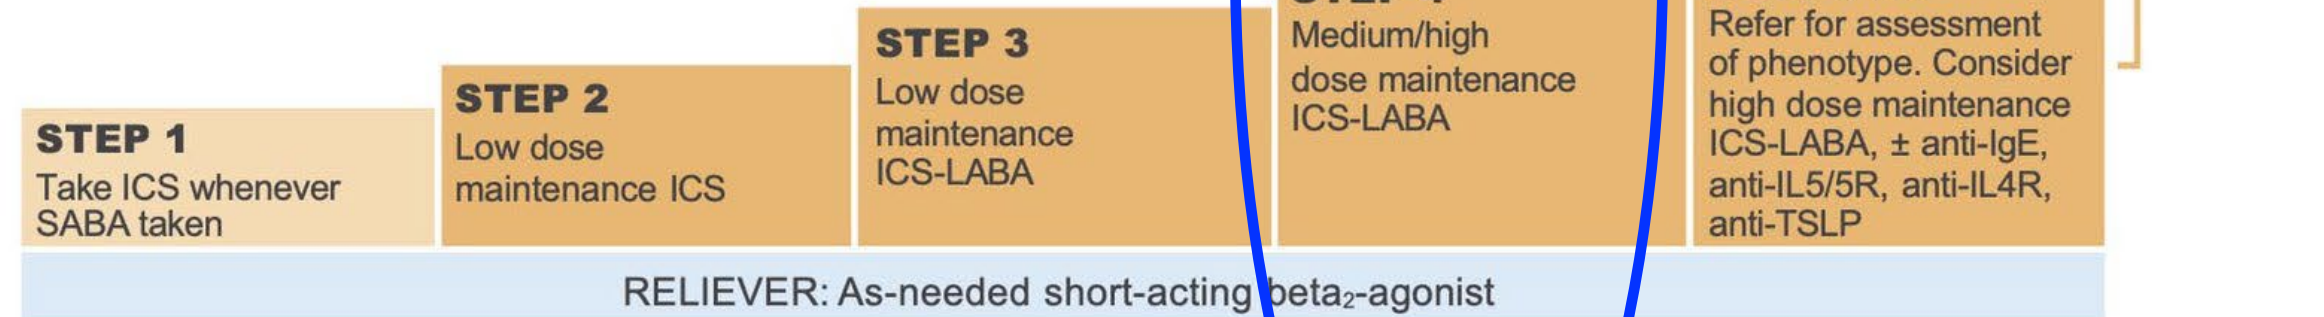 STEP 1
Take ICS whenever
SABA taken
STEP 2
Low dose
maintenance ICS
STEP 3
Low dose
maintenance
ICS-LABA
Medium/high
dose maintenance
ICS-LABA
Refer for assessment
of phenotype. Consider
high dose maintenance
ICS-LABA, ± anti-IgE,
anti-IL5/5R, anti-IL4R,
anti-TSLP
RELIEVER: As-needed short-acting beta₂-agonist